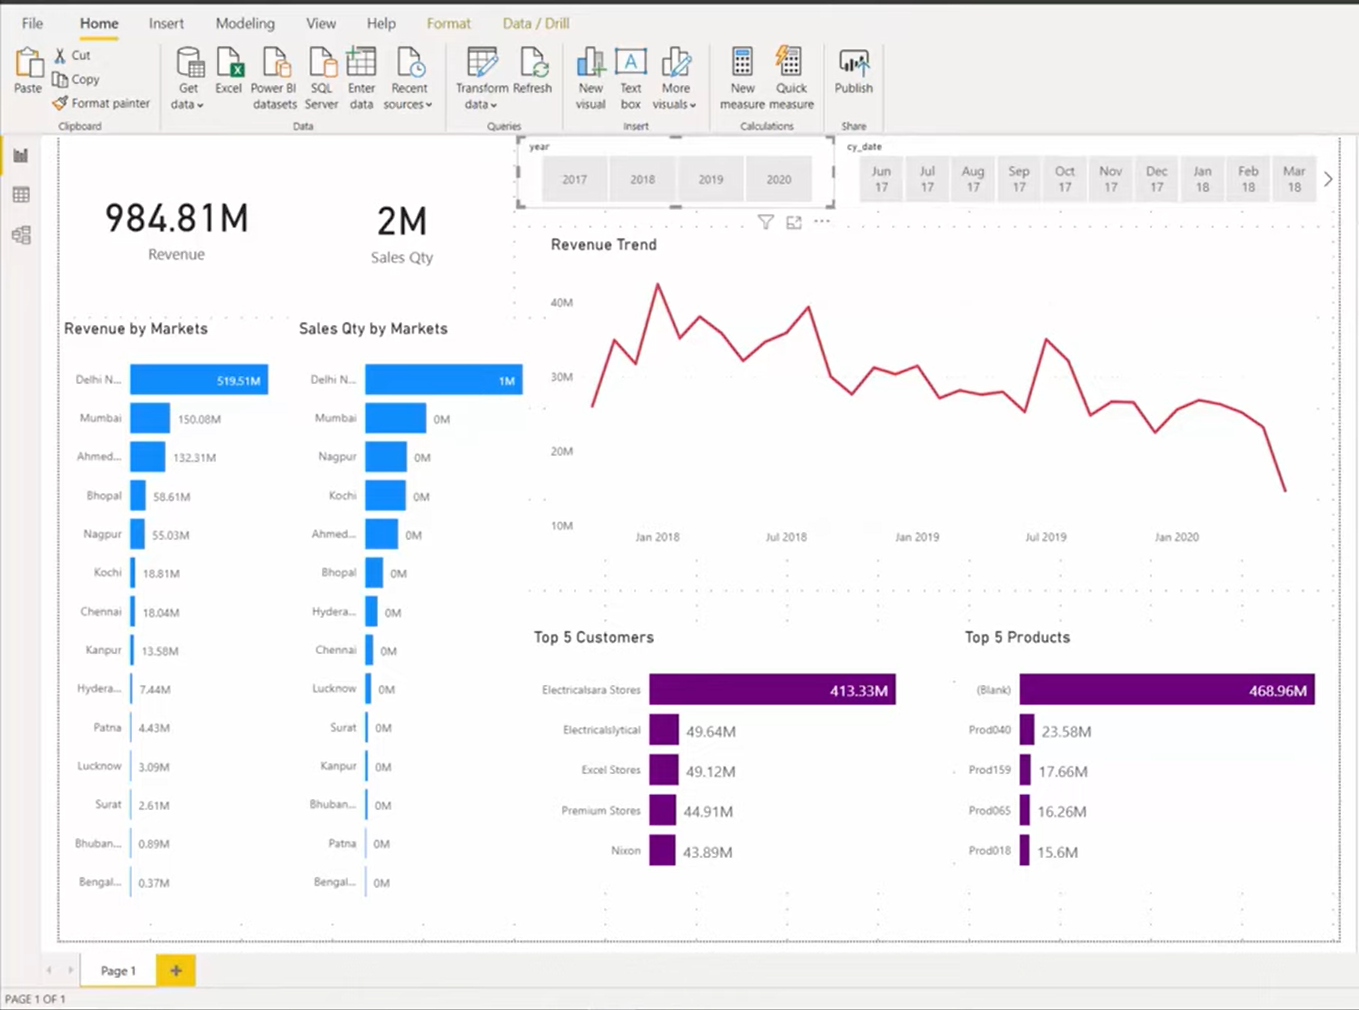 File Home Insert Modeling View Help Format Data / Drill
Paste
Cut
Copy
Format painter
Clipboard
Get data
Excel
Power BI datasets
SQL Server
Enter data
Recent sources
Data
Transform data
Refresh
Queries
New visual
Text box
More visuals
Insert
New measure
Quick measure
Calculations
Publish
Share
year
2017 2018 2019 2020
cy_date
Jun 17
Jul 17
Aug 17
Sep 17
Oct 17
Nov 17
Dec 17
Jan 18
Feb 18
Mar 18
984.81M
Revenue
2M
Sales Qty
Revenue Trend
40M
30M
20M
10M
Jan 2018 Jul 2018 Jan 2019 Jul 2019 Jan 2020
Revenue by Markets
Delhi N... 519.51M
Mumbai 150.08M
Ahmed... 132.31M
Bhopal 58.61M
Nagpur 55.03M
Kochi 18.81M
Chennai 18.04M
Kanpur 13.58M
Hydera... 7.44M
Patna 4.43M
Lucknow 3.09M
Surat 2.61M
Bhuban... 0.89M
Bengal... 0.37M
Sales Qty by Markets
Delhi N... 1M
Mumbai 0M
Nagpur 0M
Kochi 0M
Ahmed... 0M
Bhopal 0M
Hydera... 0M
Chennai 0M
Lucknow 0M
Surat 0M
Kanpur 0M
Bhuban... 0M
Patna 0M
Bengal... 0M
Top 5 Customers
Electricalsara Stores 413.33M
Electricalslytical 49.64M
Excel Stores 49.12M
Premium Stores 44.91M
Nixon 43.89M
Top 5 Products
(Blank) 468.96M
Prod040 23.58M
Prod159 17.66M
Prod065 16.26M
Prod018 15.6M
Page 1
PAGE 1 OF 1